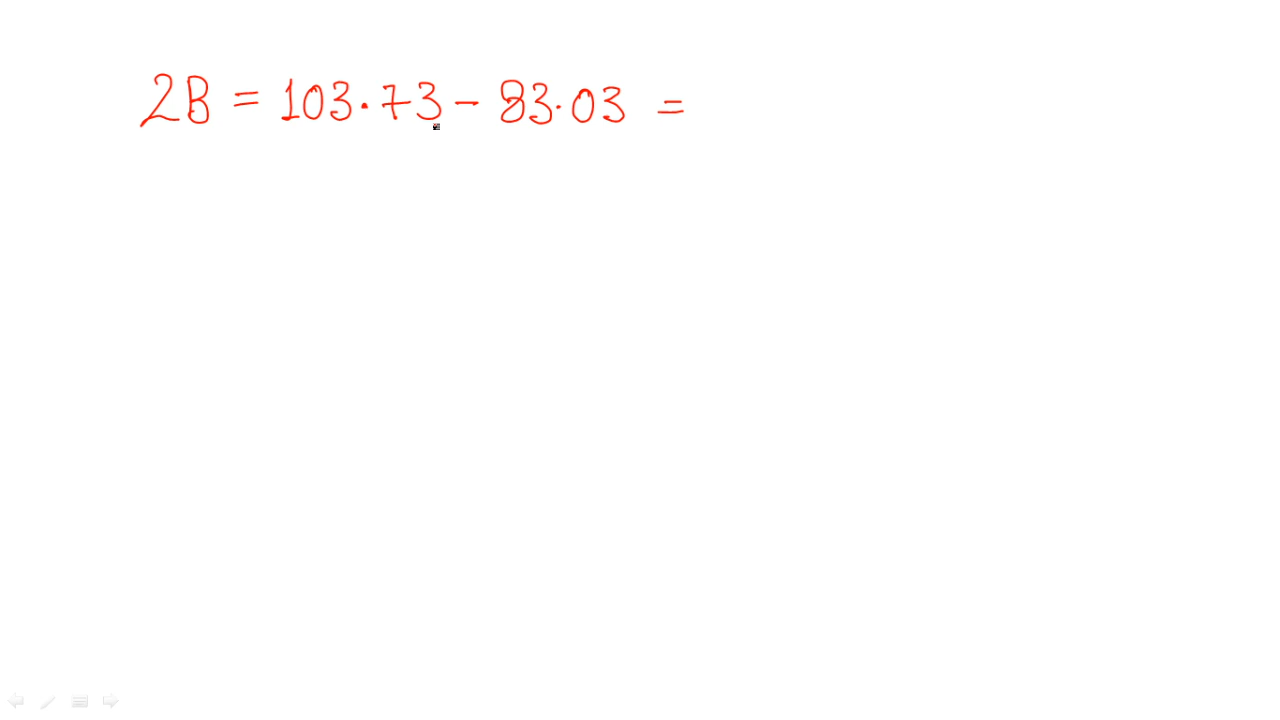 2B = 103.73 - 83.03 =